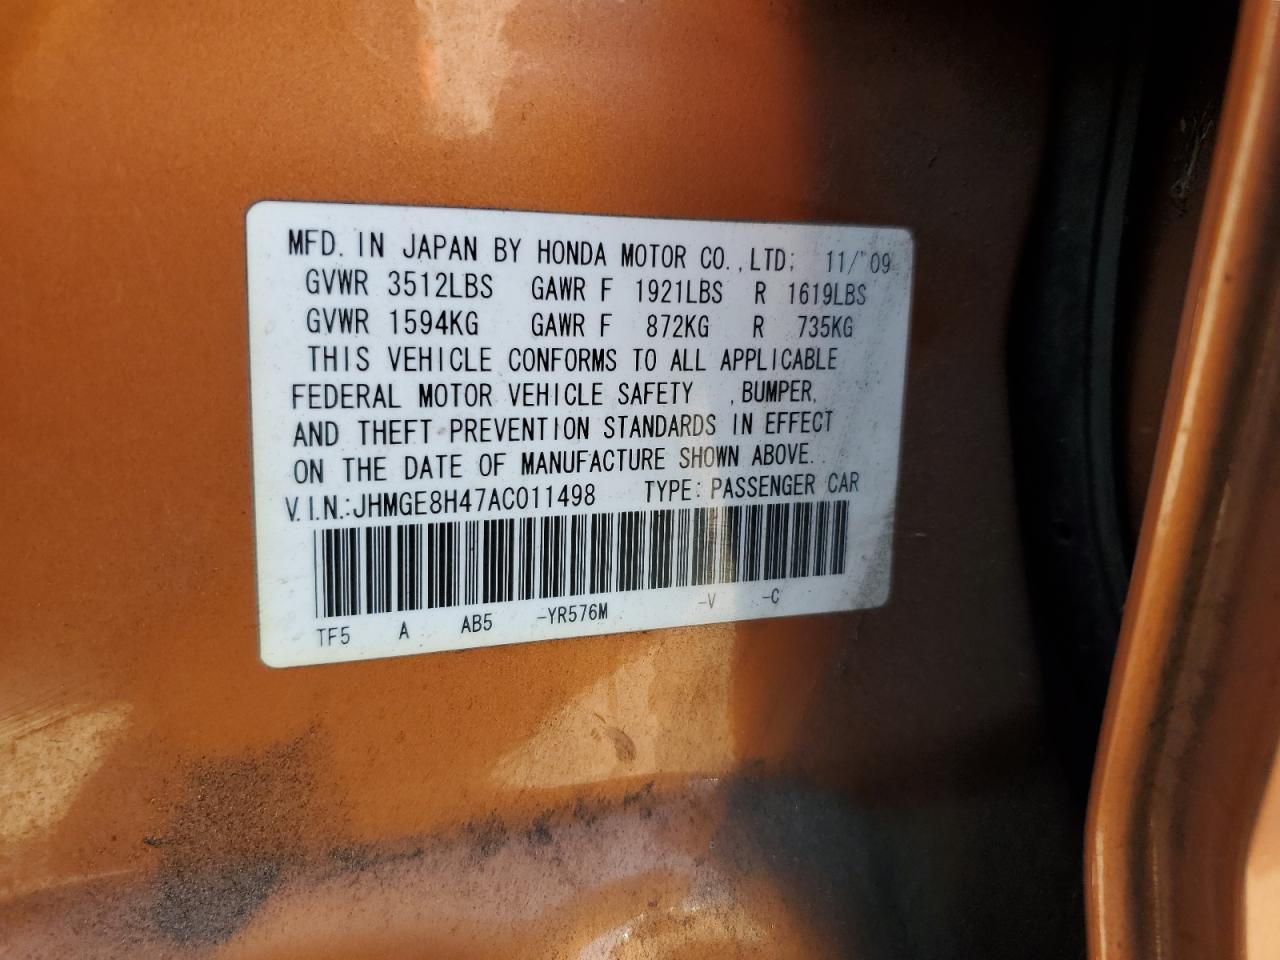 MFD. IN JAPAN BY HONDA MOTOR CO., LTD; 11/'09
GVWR 3512LBS GAWR F 1921LBS R 1619LBS
GVWR 1594KG GAWR F 872KG R 735KG
THIS VEHICLE CONFORMS TO ALL APPLICABLE
FEDERAL MOTOR VEHICLE SAFETY ,BUMPER,
AND THEFT PREVENTION STANDARDS IN EFFECT
ON THE DATE OF MANUFACTURE SHOWN ABOVE.
V.I.N.:JHMGE8H47AC011498 TYPE: PASSENGER CAR
TF5 A AB5 -YR576M -V -C